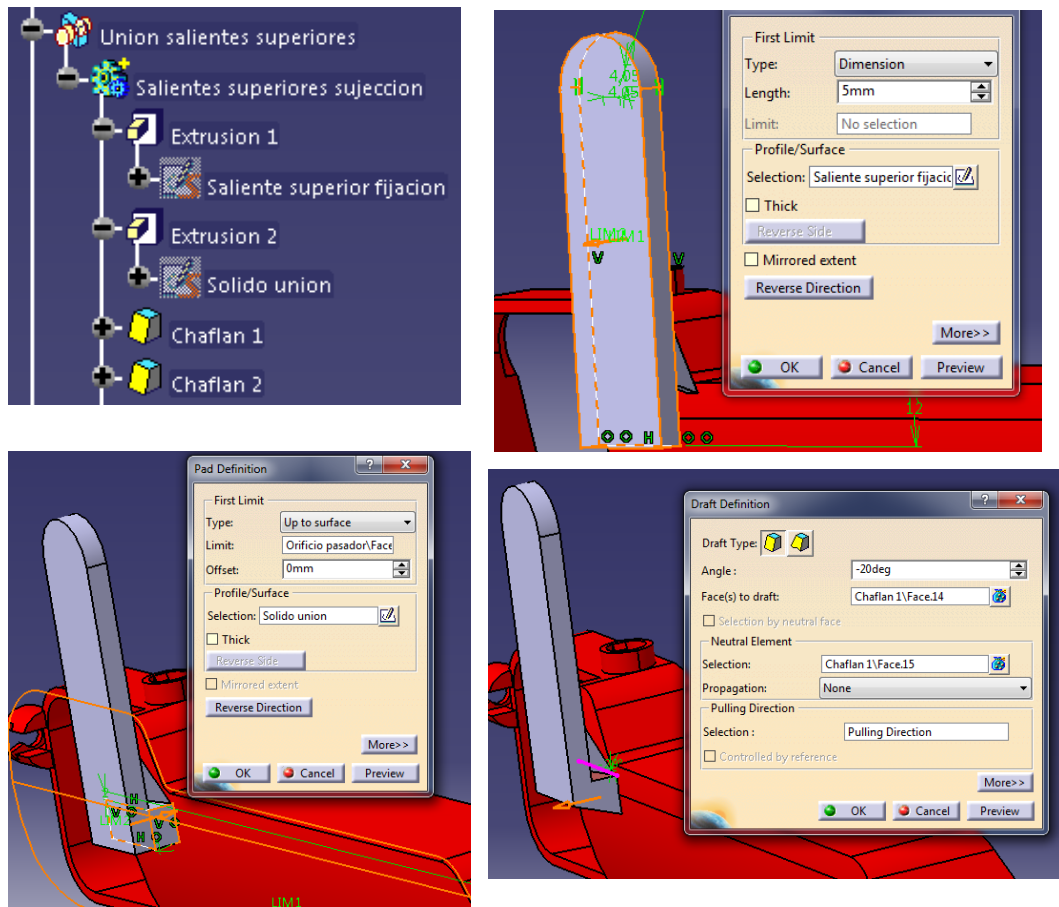 Union salientes superiores
Salientes superiores sujeccion
Extrusion 1
Saliente superior fijacion
Extrusion 2
Solido union
Chaflan 1
Chaflan 2
4,05
4,05
V
V
H
12
First Limit
Type: Dimension
Length: 5mm
Limit: No selection
Profile/Surface
Selection: Saliente superior fijacic
Thick
Reverse Side
Mirrored extent
Reverse Direction
More>>
OK Cancel Preview
Pad Definition
First Limit
Type: Up to surface
Limit: Orificio pasador\Face
Offset: 0mm
Profile/Surface
Selection: Solido union
Thick
Reverse Side
Mirrored extent
Reverse Direction
More>>
OK Cancel Preview
H
V
V
H
LIM1
Draft Definition
Draft Type:
Angle : -20deg
Face(s) to draft: Chaflan 1\Face.14
Selection by neutral face
Neutral Element
Selection: Chaflan 1\Face.15
Propagation: None
Pulling Direction
Selection : Pulling Direction
Controlled by reference
More>>
OK Cancel Preview